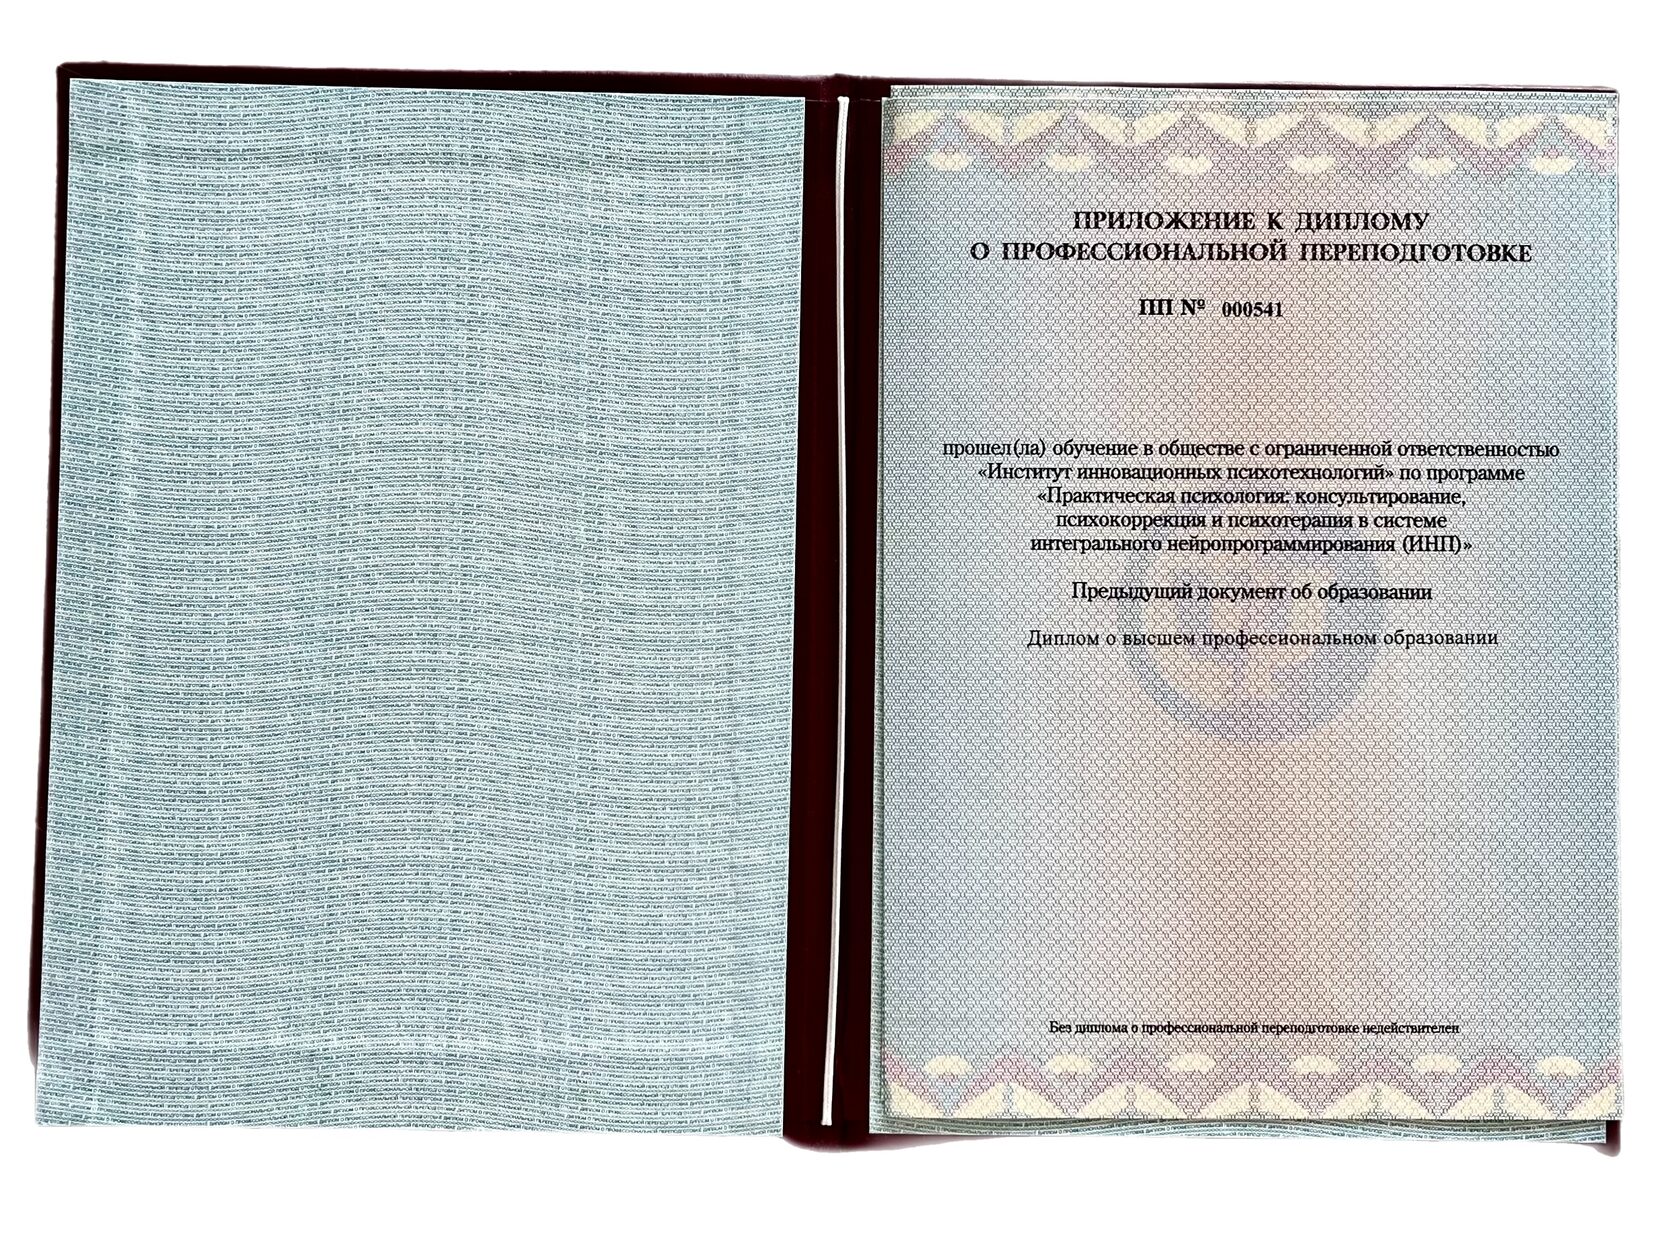 ПРИЛОЖЕНИЕ К ДИПЛОМУ
О ПРОФЕССИОНАЛЬНОЙ ПЕРЕПОДГОТОВКЕ
ПП № 000541
прошел(ла) обучение в обществе с ограниченной ответственностью
«Институт инновационных психотехнологий» по программе
«Практическая психология: консультирование,
психокоррекция и психотерапия в системе
интегрального нейропрограммирования (ИНП)»
Предыдущий документ об образовании
Диплом о высшем профессиональном образовании
Без диплома о профессиональной переподготовке недействителен